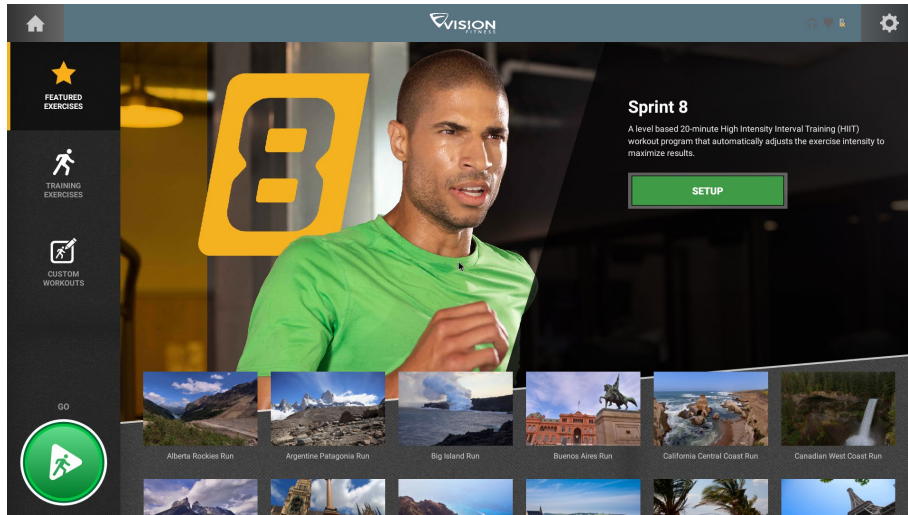 VISION
FITNESS
FEATURED
EXERCISES
TRAINING
EXERCISES
CUSTOM
WORKOUTS
GO
8
Sprint 8
A level based 20-minute High Intensity Interval Training (HIIT)
workout program that automatically adjusts the exercise intensity to
maximize results.
SETUP
Alberta Rockies Run
Argentine Patagonia Run
Big Island Run
Buenos Aires Run
California Central Coast Run
Canadian West Coast Run